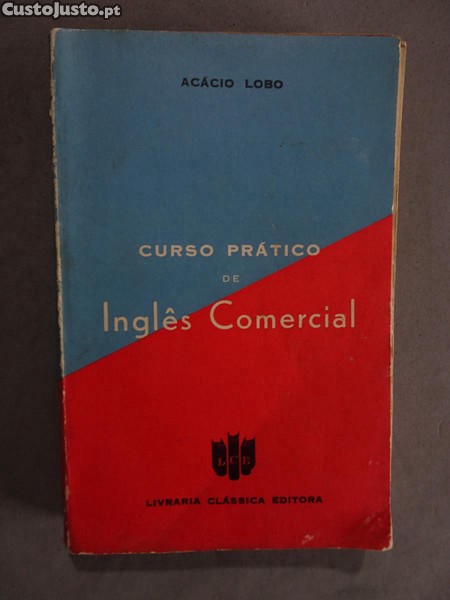 CustoJusto.pt
ACÁCIO LOBO
CURSO PRÁTICO
DE
Inglês Comercial
LCE
LIVRARIA CLÁSSICA EDITORA